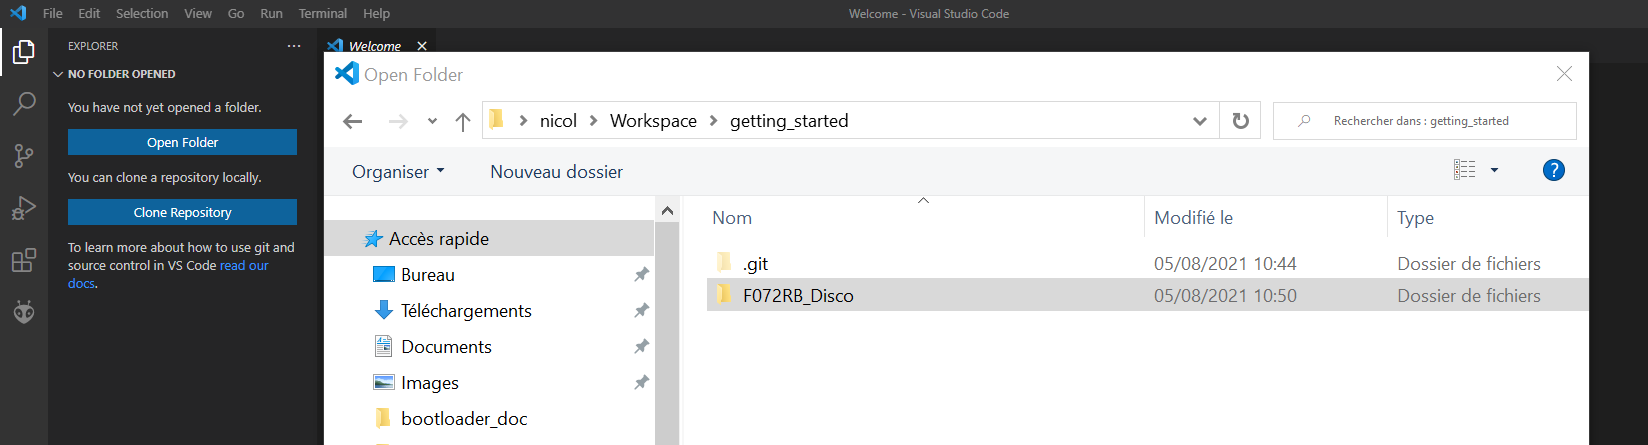 File Edit Selection View Go Run Terminal Help
Welcome - Visual Studio Code
EXPLORER
NO FOLDER OPENED
You have not yet opened a folder.
Open Folder
You can clone a repository locally.
Clone Repository
To learn more about how to use git and
source control in VS Code read our
docs.
Welcome
Open Folder
nicol Workspace getting_started
Rechercher dans : getting_started
Organiser Nouveau dossier
Accès rapide
Bureau
Téléchargements
Documents
Images
bootloader_doc
Nom Modifié le Type
.git 05/08/2021 10:44 Dossier de fichiers
F072RB_Disco 05/08/2021 10:50 Dossier de fichiers